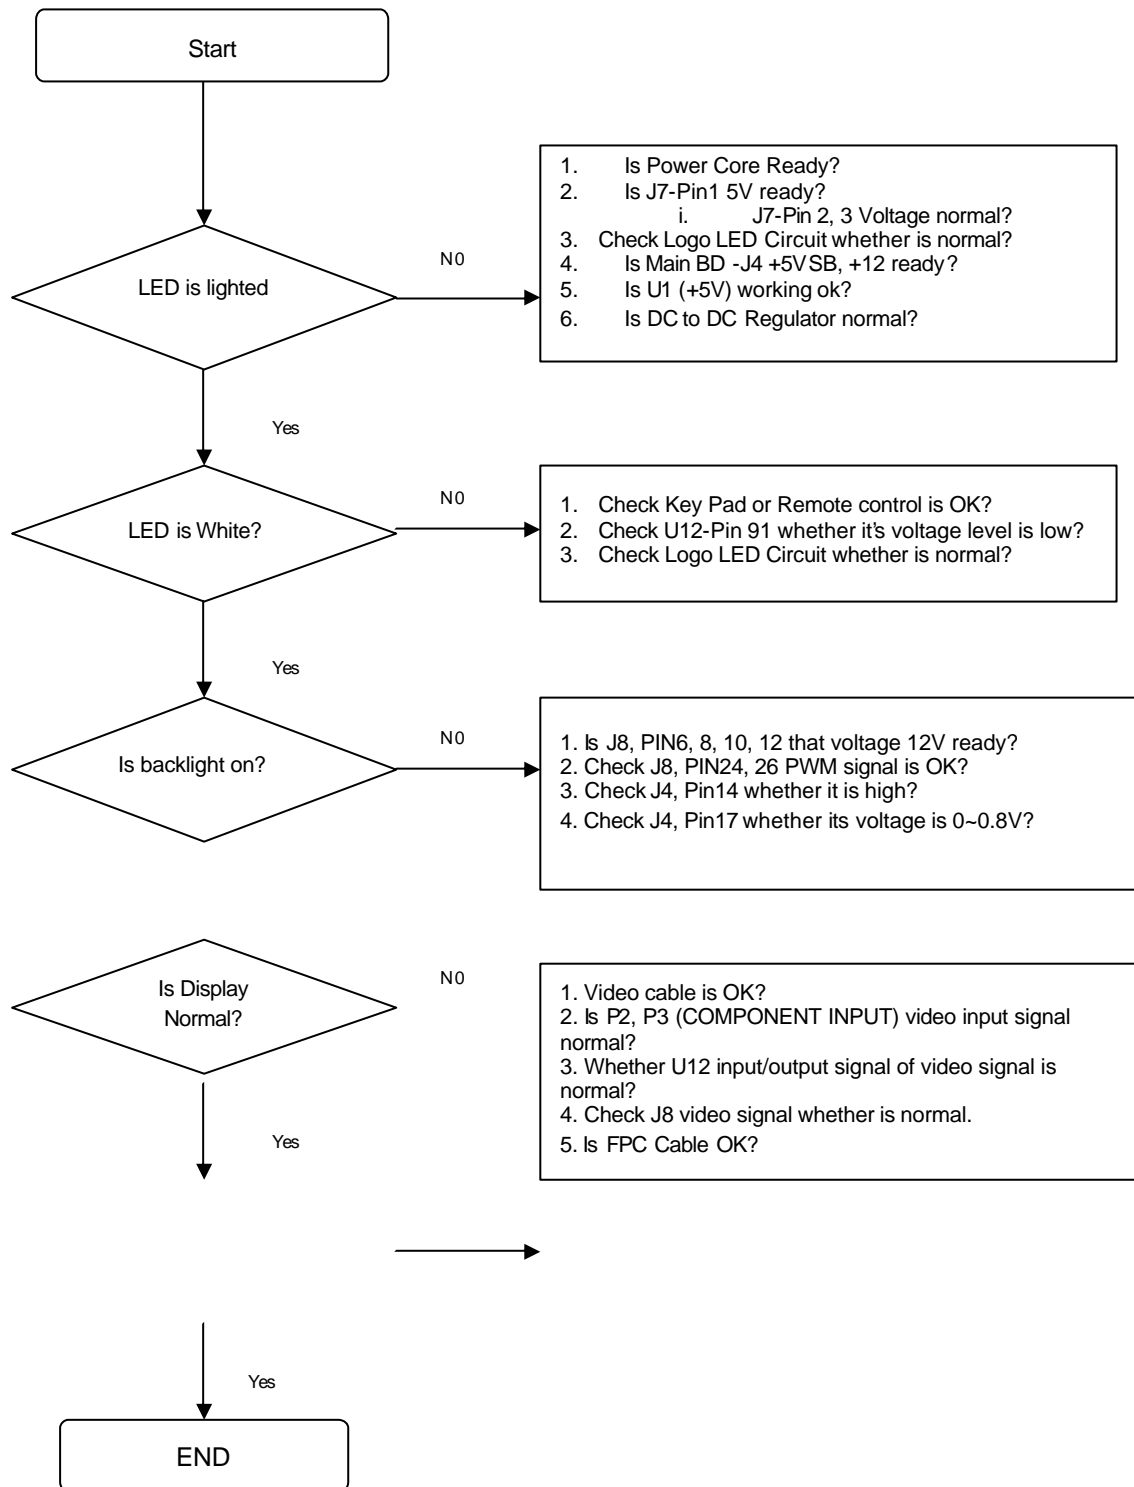 Start
LED is lighted
N0
1. Is Power Core Ready?
2. Is J7-Pin1 5V ready?
i. J7-Pin 2, 3 Voltage normal?
3. Check Logo LED Circuit whether is normal?
4. Is Main BD -J4 +5VSB, +12 ready?
5. Is U1 (+5V) working ok?
6. Is DC to DC Regulator normal?
Yes
LED is White?
N0
1. Check Key Pad or Remote control is OK?
2. Check U12-Pin 91 whether it's voltage level is low?
3. Check Logo LED Circuit whether is normal?
Yes
Is backlight on?
N0
1. Is J8, PIN6, 8, 10, 12 that voltage 12V ready?
2. Check J8, PIN24, 26 PWM signal is OK?
3. Check J4, Pin14 whether it is high?
4. Check J4, Pin17 whether its voltage is 0~0.8V?
Is Display
Normal?
N0
1. Video cable is OK?
2. Is P2, P3 (COMPONENT INPUT) video input signal
normal?
3. Whether U12 input/output signal of video signal is
normal?
4. Check J8 video signal whether is normal.
5. Is FPC Cable OK?
Yes
Yes
END